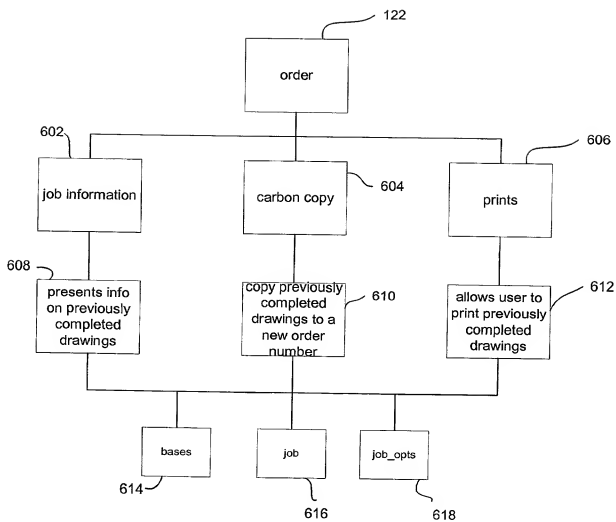 122
order
602
606
job information
carbon copy
604
prints
608
presents info
on previously
completed
drawings
copy previously
completed
drawings to a
new order
number
610
allows user to
print previously
completed
drawings
612
bases
job
job_opts
614
616
618